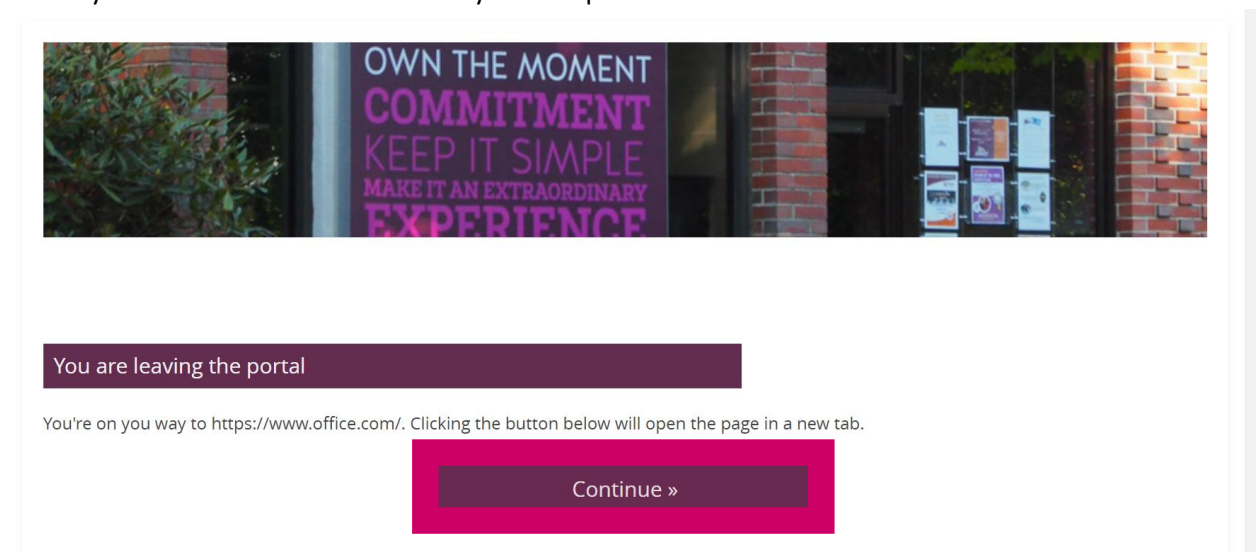 OWN THE MOMENT
COMMITMENT
KEEP IT SIMPLE
MAKE IT AN EXTRAORDINARY
EXPERIENCE
You are leaving the portal
You're on you way to https://www.office.com/. Clicking the button below will open the page in a new tab.
Continue »